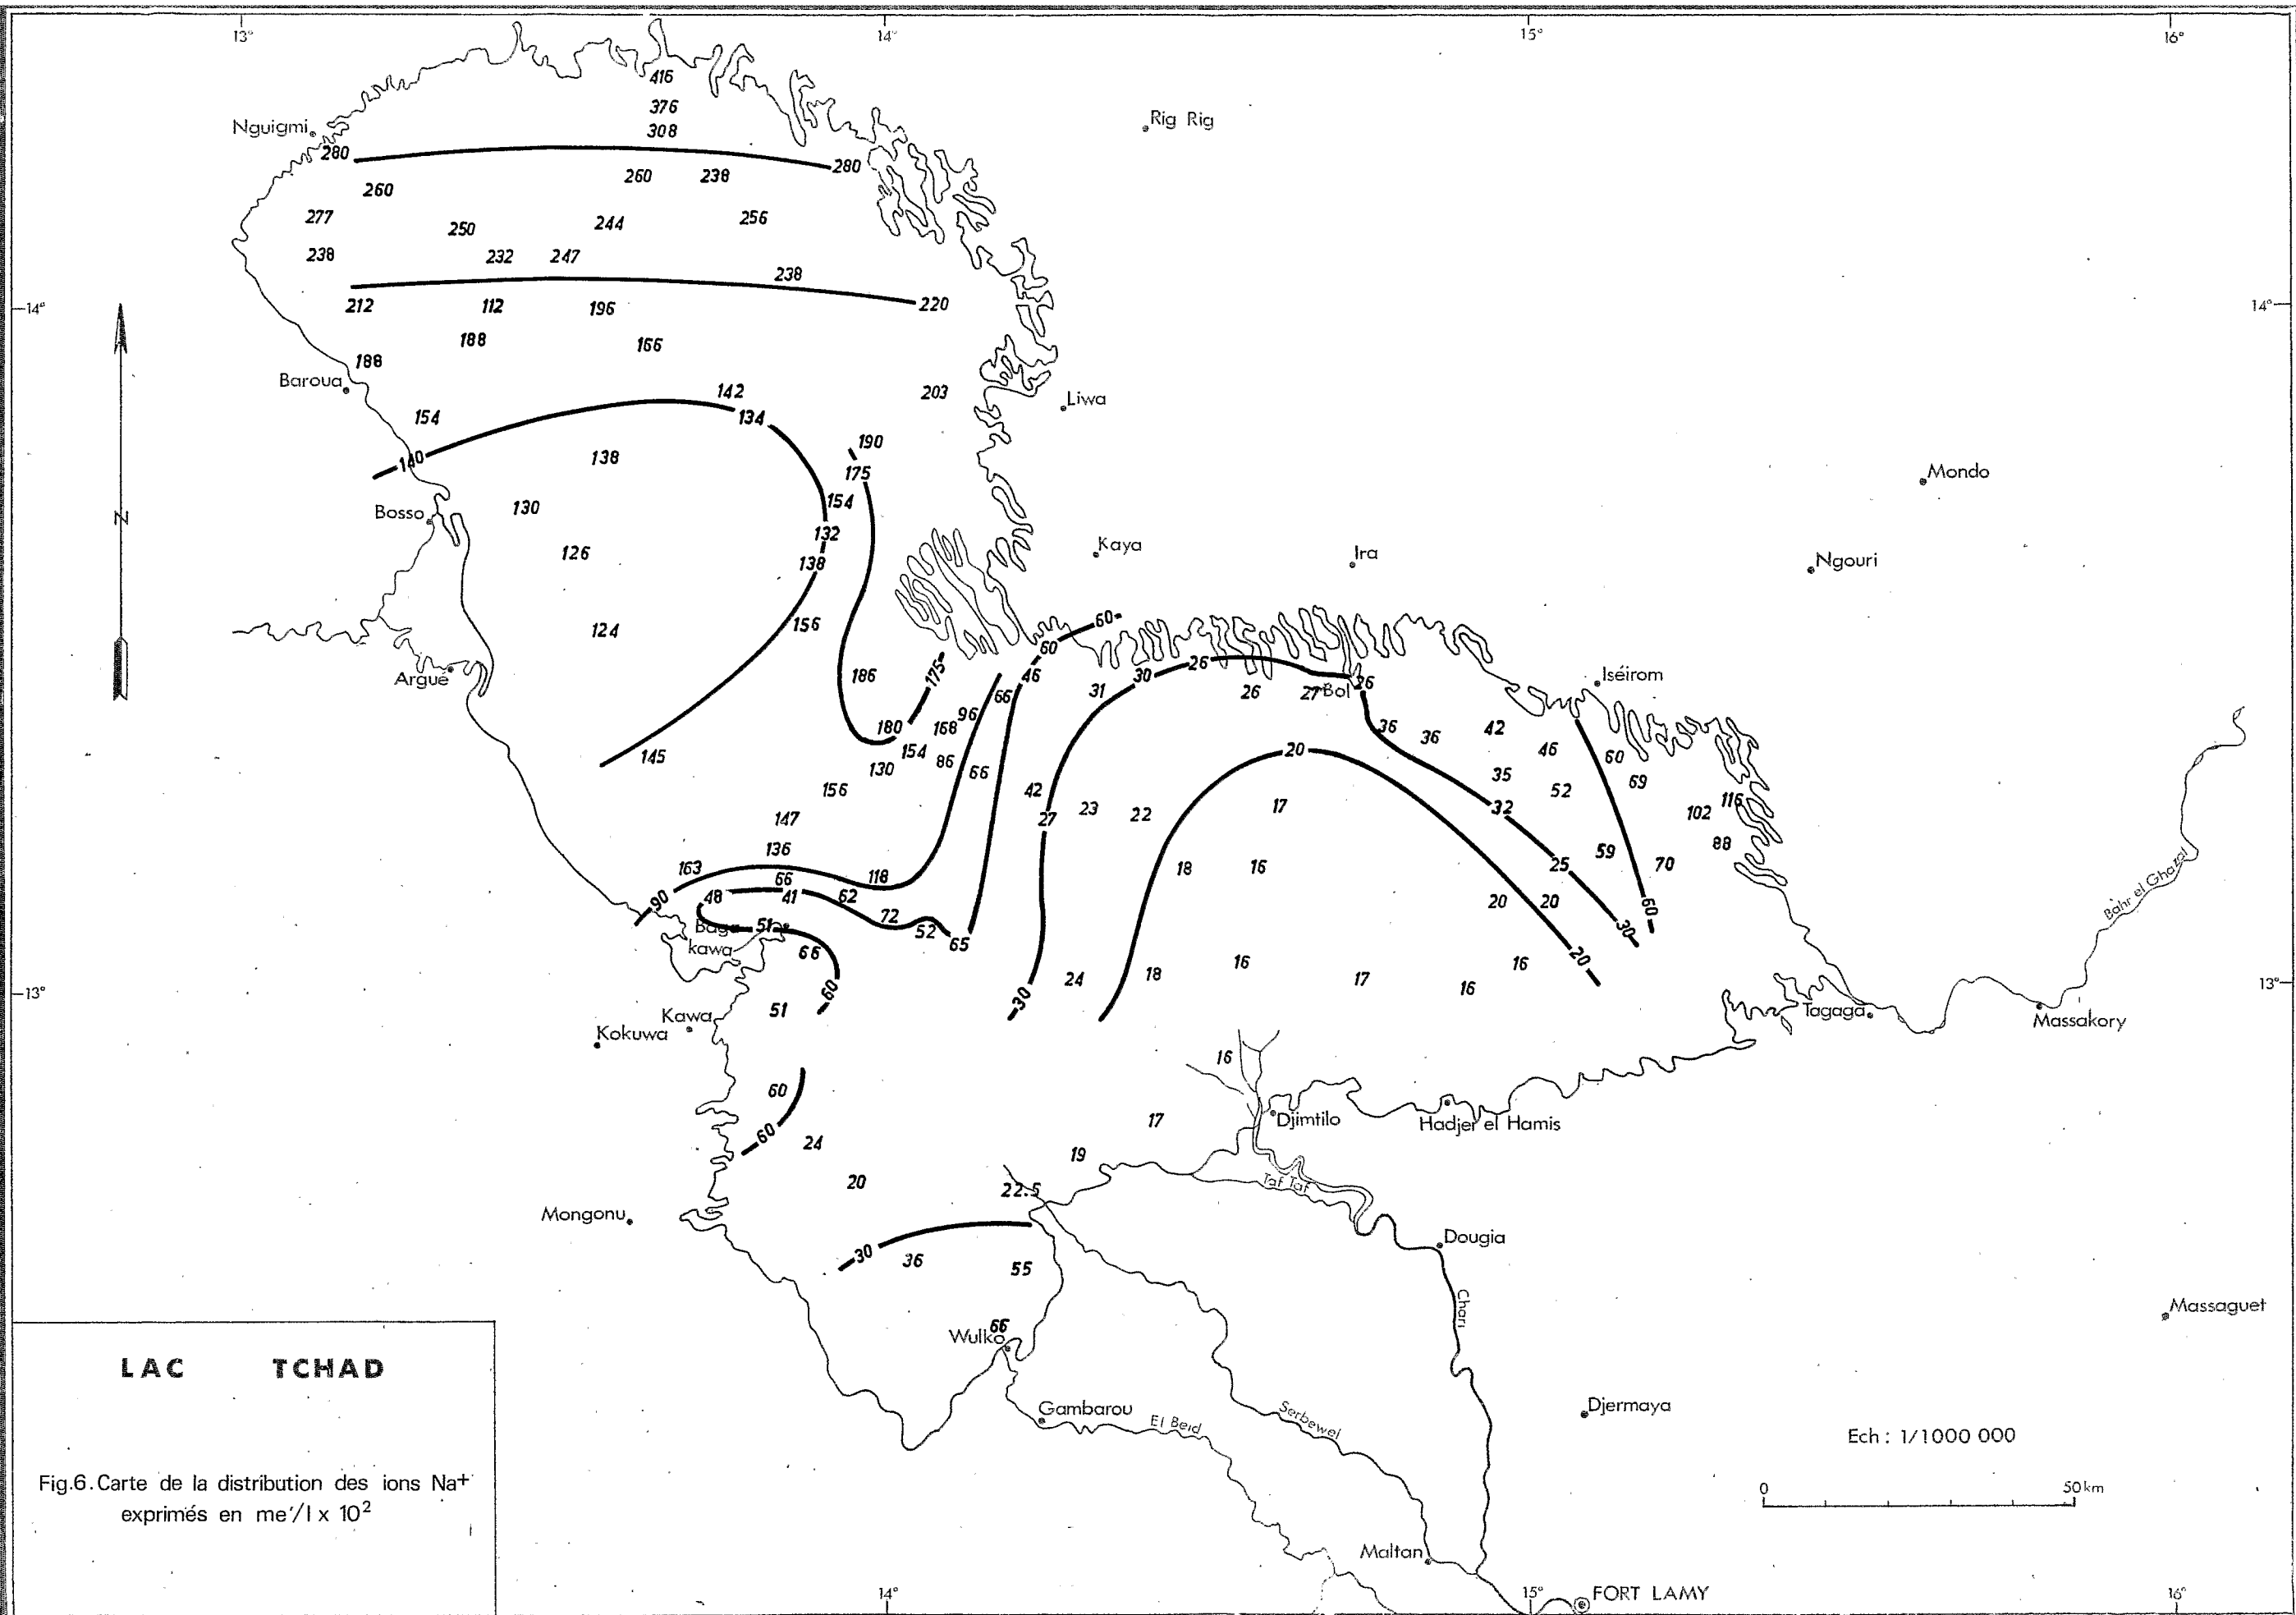 13° 14° 15° 16°
416
376
Rig Rig
Nguigmi
308
280
280
260 238
260
277
256
244
250
238
232 247
238
14° 212 112 196 220 14°
188
166
188
Baroua
142
203
Liwa
154
134
190
140
138
175
Mondo
154
130
Bosso
N
132
Kaya
Ira
126
138
Ngouri
60
156
124
60
26
30
46
186
175
Argué
31
26
27
Bol
26
Iséirom
66
96
180
168
36
36
42
154
20
46
60
145
86
130
66
35
69
156
42
52
102
116
23
22
17
32
147
27
136
88
59
163
118
18
16
25
70
66
90
48
41
62
20
20
60
72
Baga
51
52
65
30
Bahr el Ghazal
kawa
66
20
24
18
16
17
16
16
13° 60 30 13°
51
Kawa
Tagaga
Massakory
Kokuwa
16
60
17
Djimtilo
Hadjer el Hamis
60
24
19
20
22.5
Taf Taf
Mongonu
30
36
55
Dougia
Chari
Massaguet
66
Wulko
LAC TCHAD
Gambarou
El Beid
Serbewel
Djermaya
Ech : 1/1000 000
Fig.6. Carte de la distribution des ions Na+
exprimés en me'/l x 10²
0 50 km
Maltan
14° 15° FORT LAMY 16°